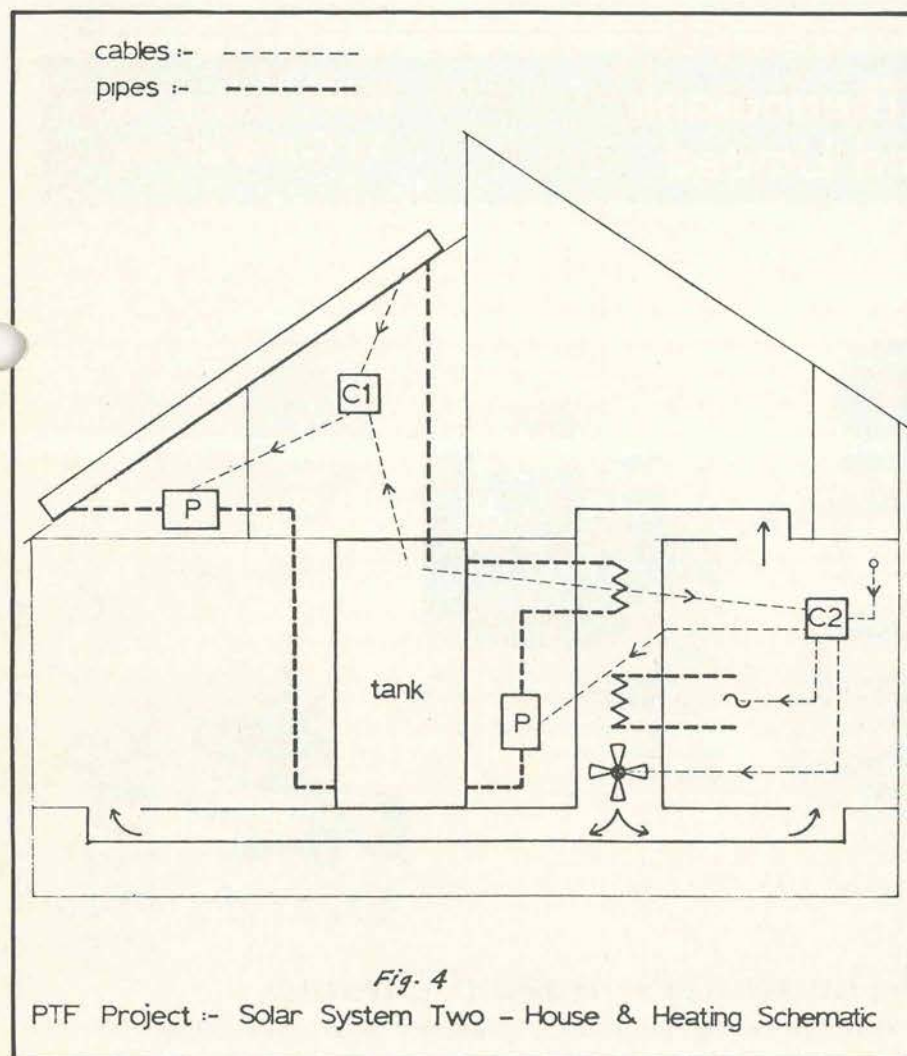 cables :-
pipes :-
C1
P
C2
tank
P
Fig. 4
PTF Project :- Solar System Two - House & Heating Schematic